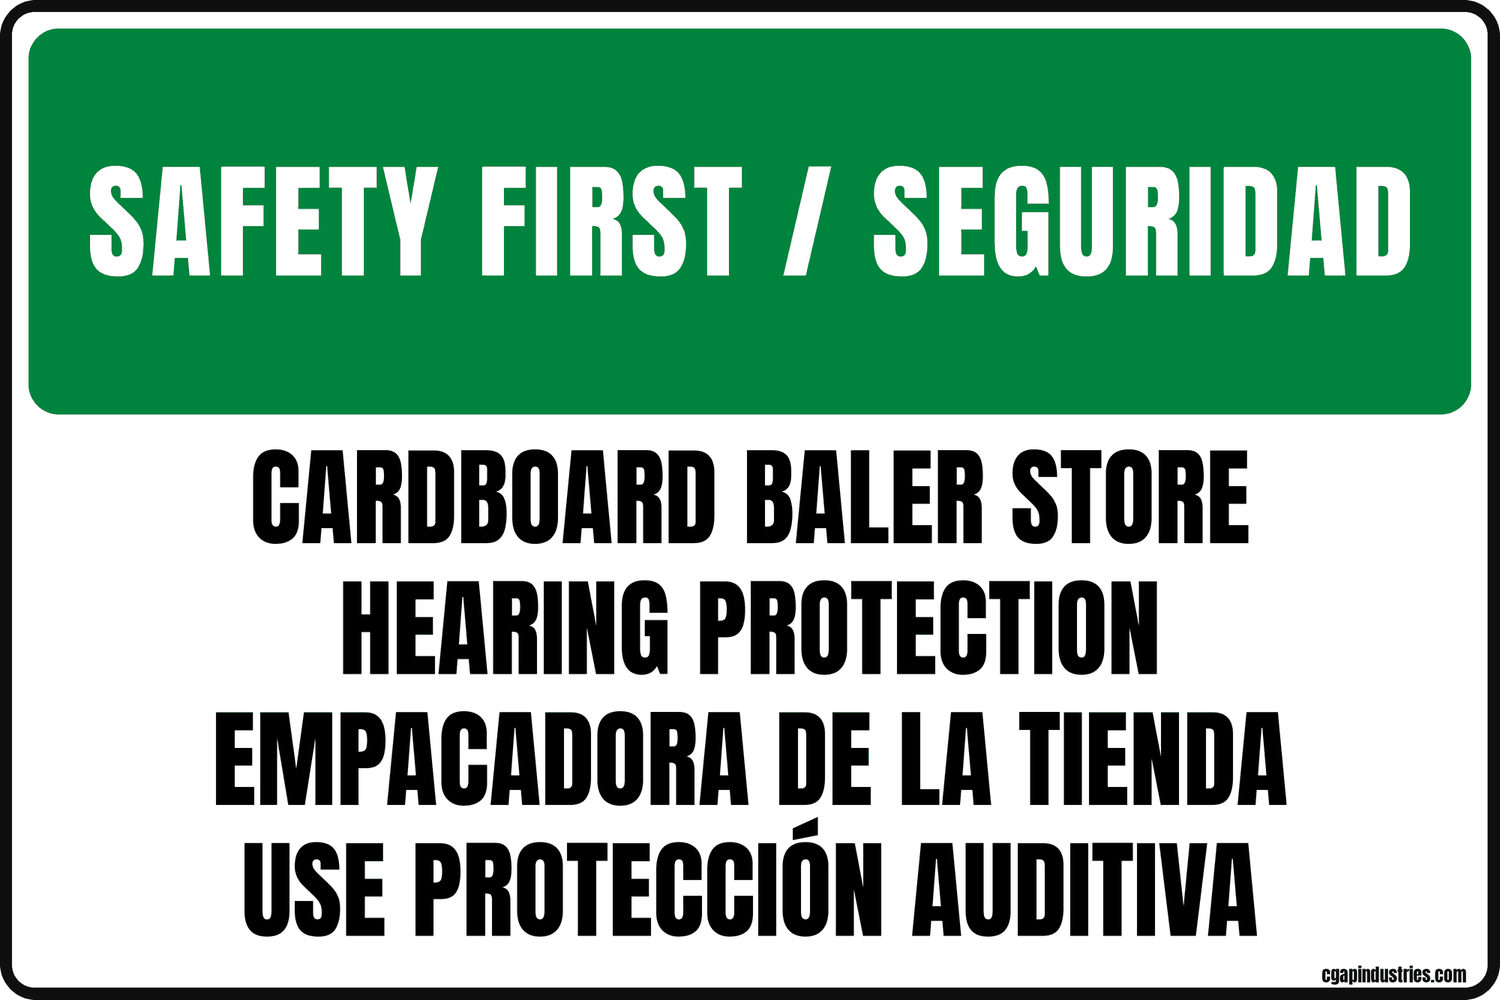 SAFETY FIRST / SEGURIDAD
CARDBOARD BALER STORE
HEARING PROTECTION
EMPACADORA DE LA TIENDA
USE PROTECCIÓN AUDITIVA
cgapindustries.com